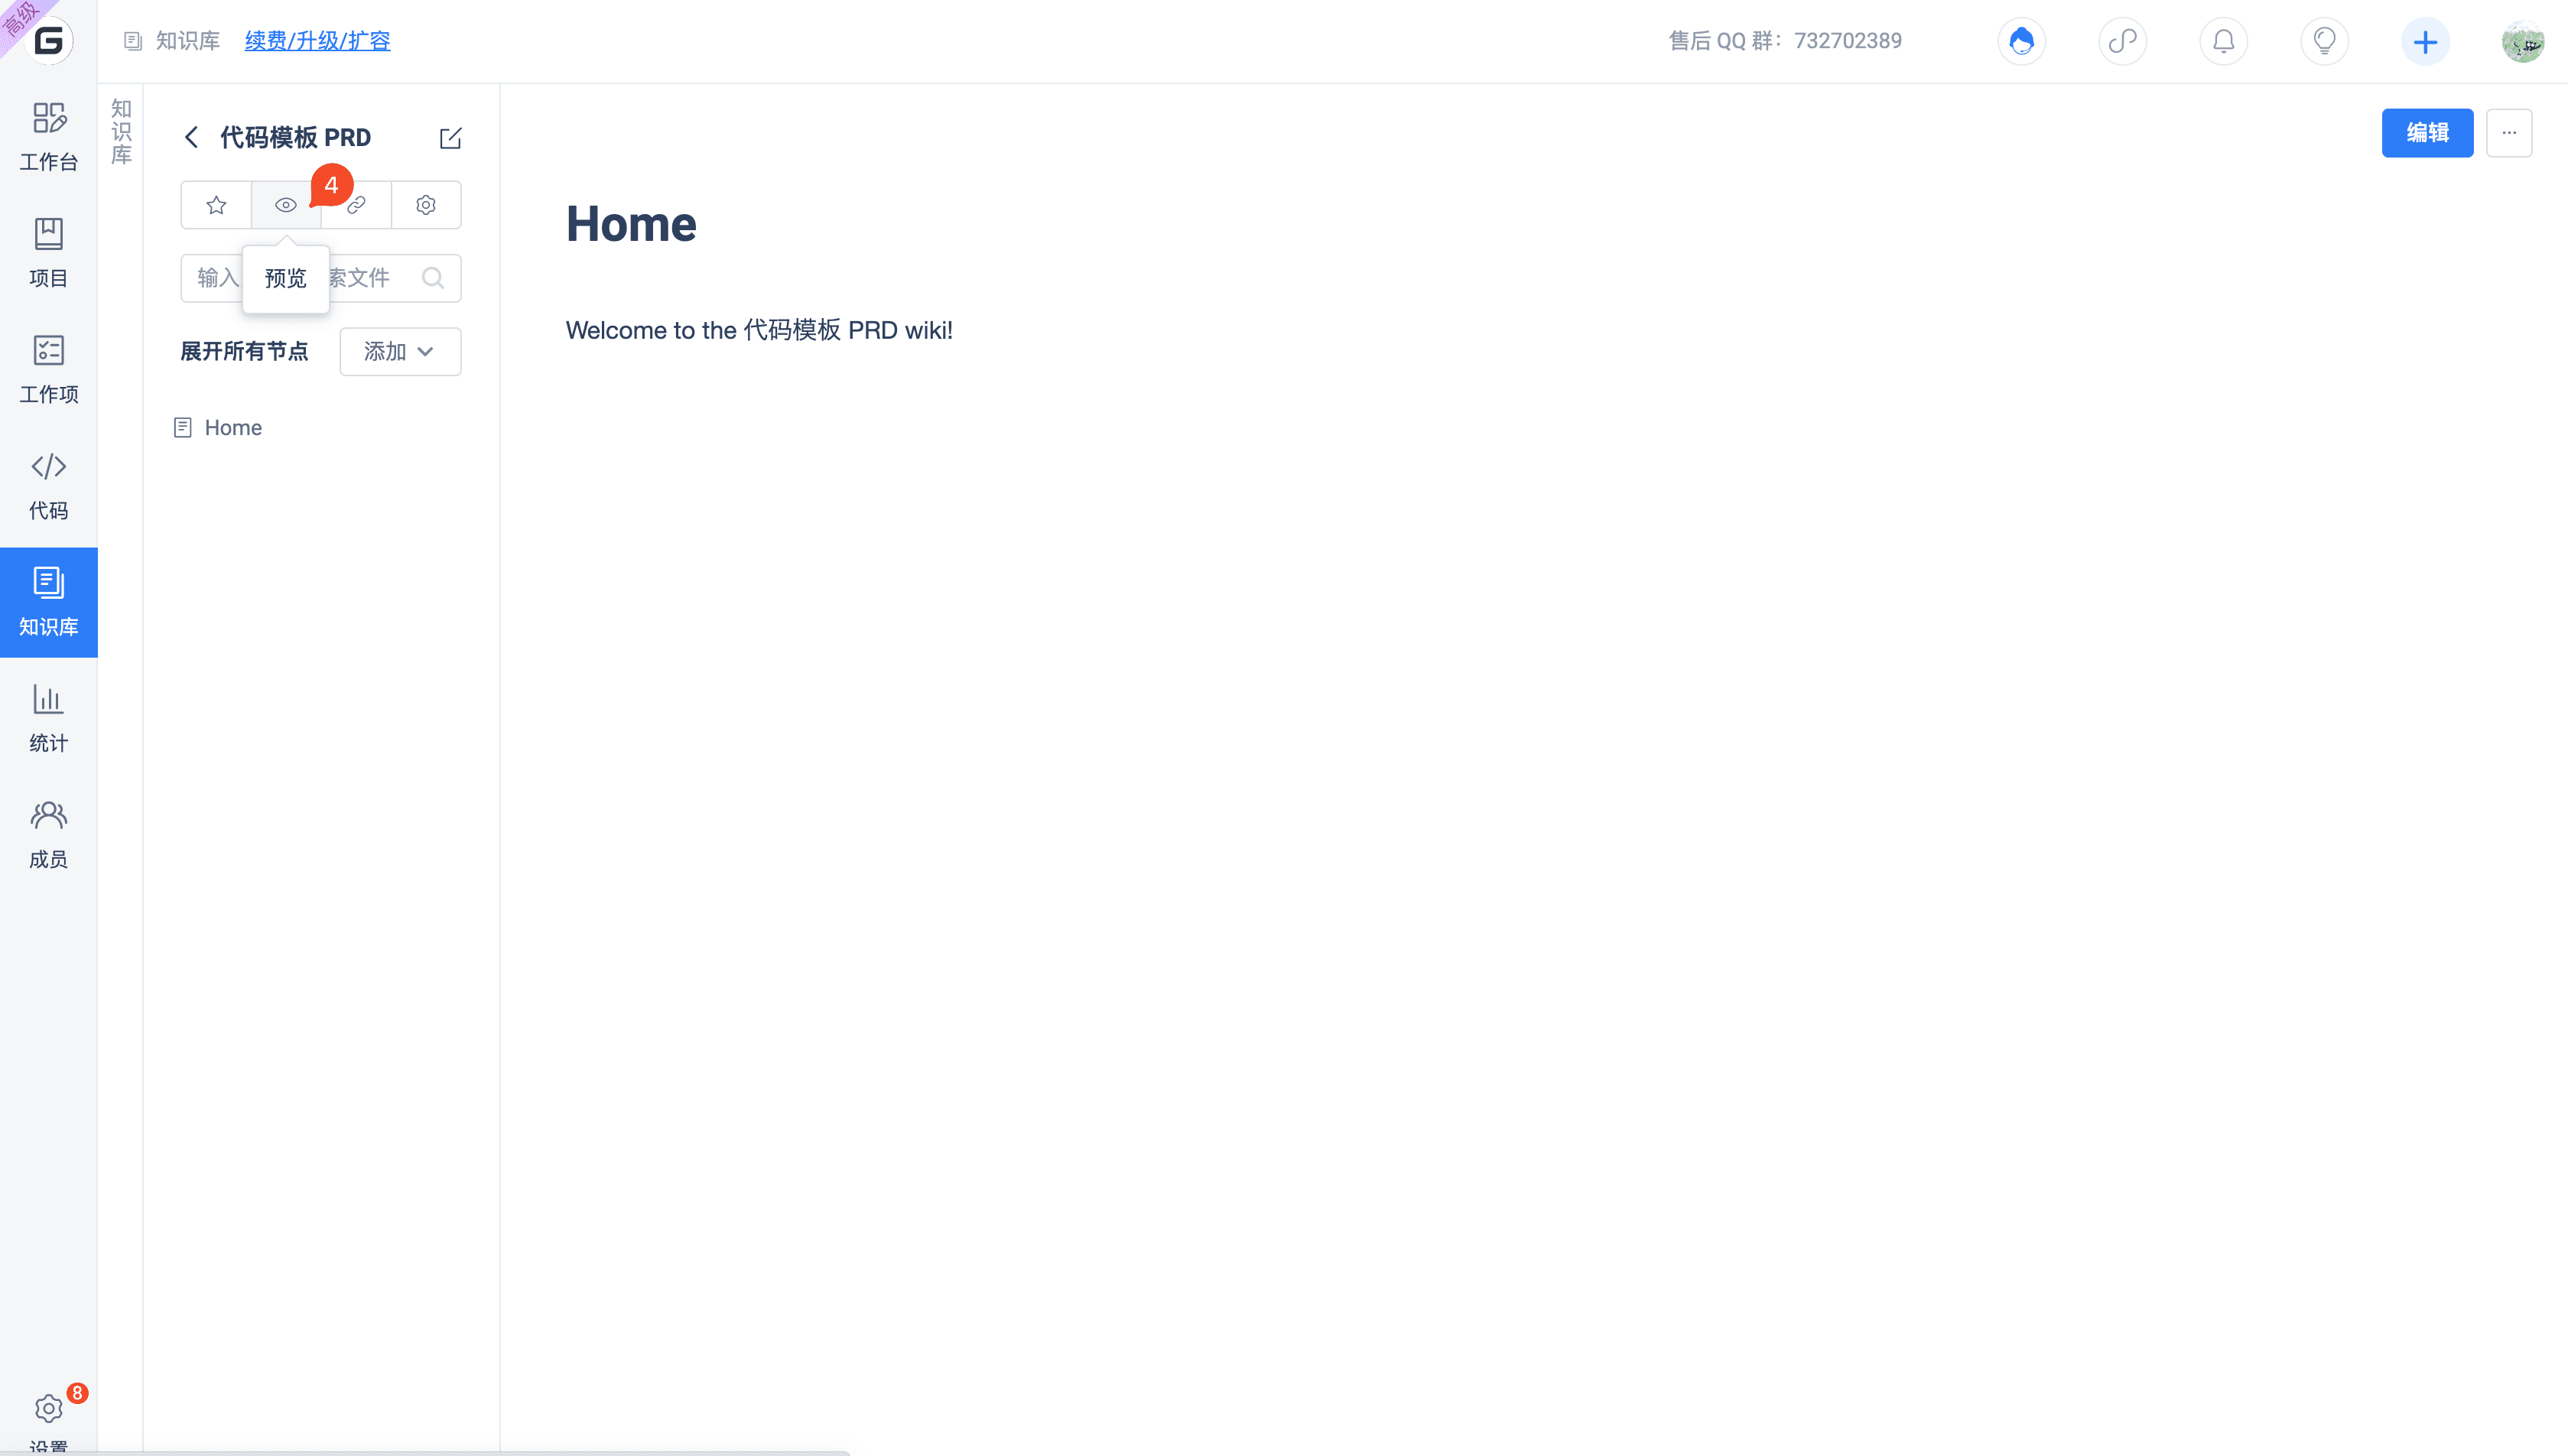 高级
知识库 续费/升级/扩容 售后 QQ 群：732702389
工作台
项目
工作项
代码
知识库
统计
成员
8
设置
知识库
代码模板 PRD
4
预览
输入 索文件
展开所有节点 添加
Home
编辑 ···
Home
Welcome to the 代码模板 PRD wiki!